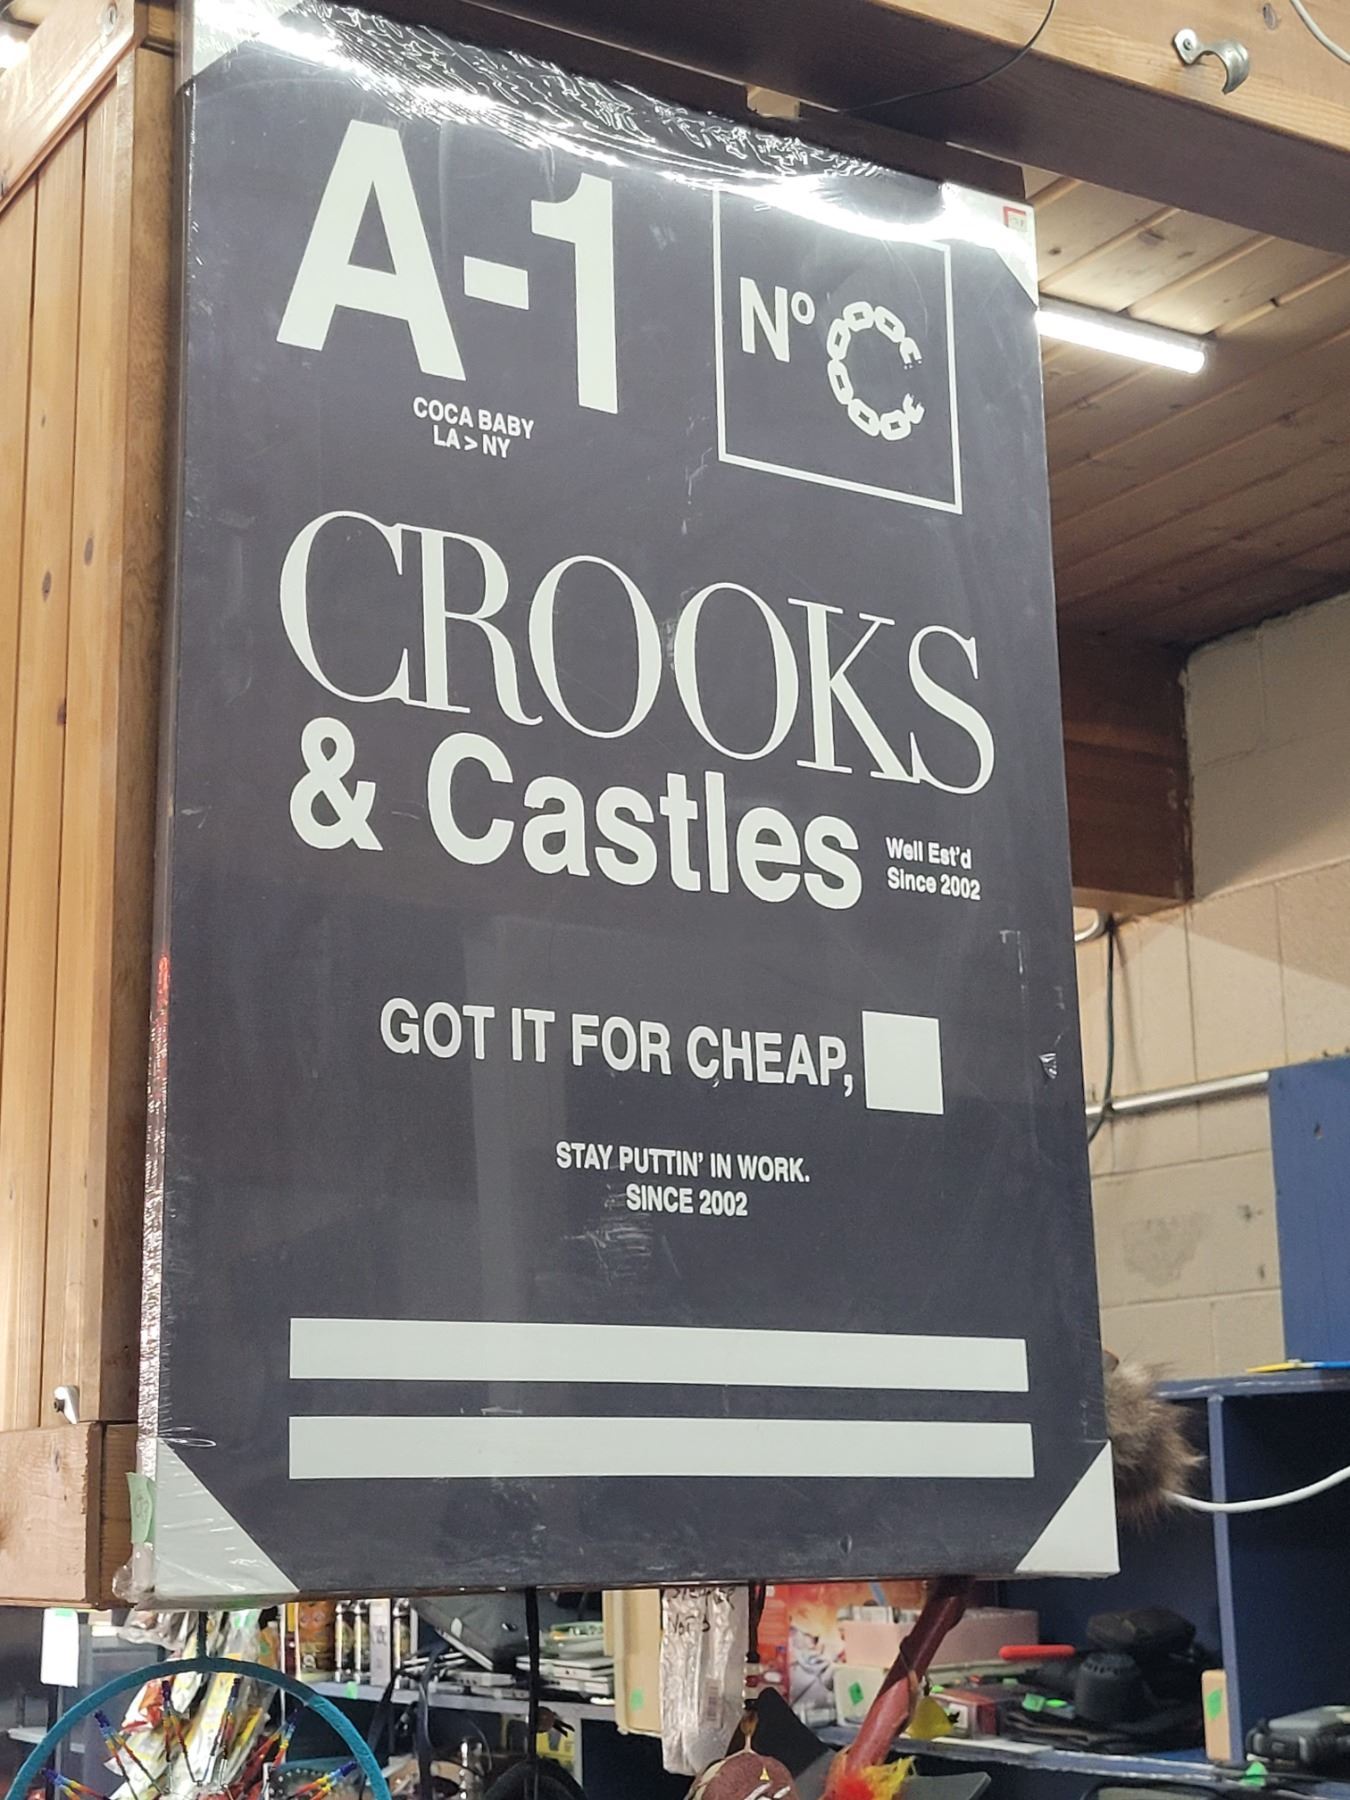 A-1
COCA BABY
LA > NY
Nº C
CROOKS
& Castles
Well Est'd
Since 2002
GOT IT FOR CHEAP,
STAY PUTTIN' IN WORK.
SINCE 2002